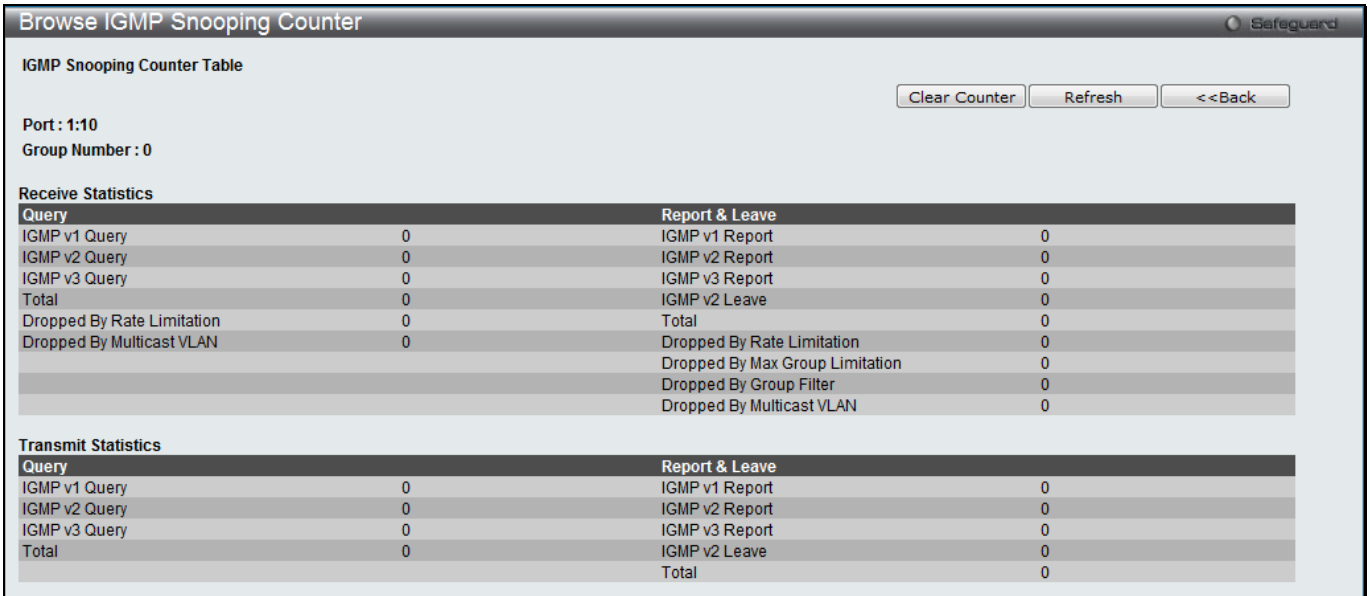 Browse IGMP Snooping Counter
Safeguard
IGMP Snooping Counter Table
Clear Counter Refresh <<Back
Port : 1:10
Group Number : 0
Receive Statistics
Query Report & Leave
IGMP v1 Query 0 IGMP v1 Report 0
IGMP v2 Query 0 IGMP v2 Report 0
IGMP v3 Query 0 IGMP v3 Report 0
Total 0 IGMP v2 Leave 0
Dropped By Rate Limitation 0 Total 0
Dropped By Multicast VLAN 0 Dropped By Rate Limitation 0
Dropped By Max Group Limitation 0
Dropped By Group Filter 0
Dropped By Multicast VLAN 0
Transmit Statistics
Query Report & Leave
IGMP v1 Query 0 IGMP v1 Report 0
IGMP v2 Query 0 IGMP v2 Report 0
IGMP v3 Query 0 IGMP v3 Report 0
Total 0 IGMP v2 Leave 0
Total 0